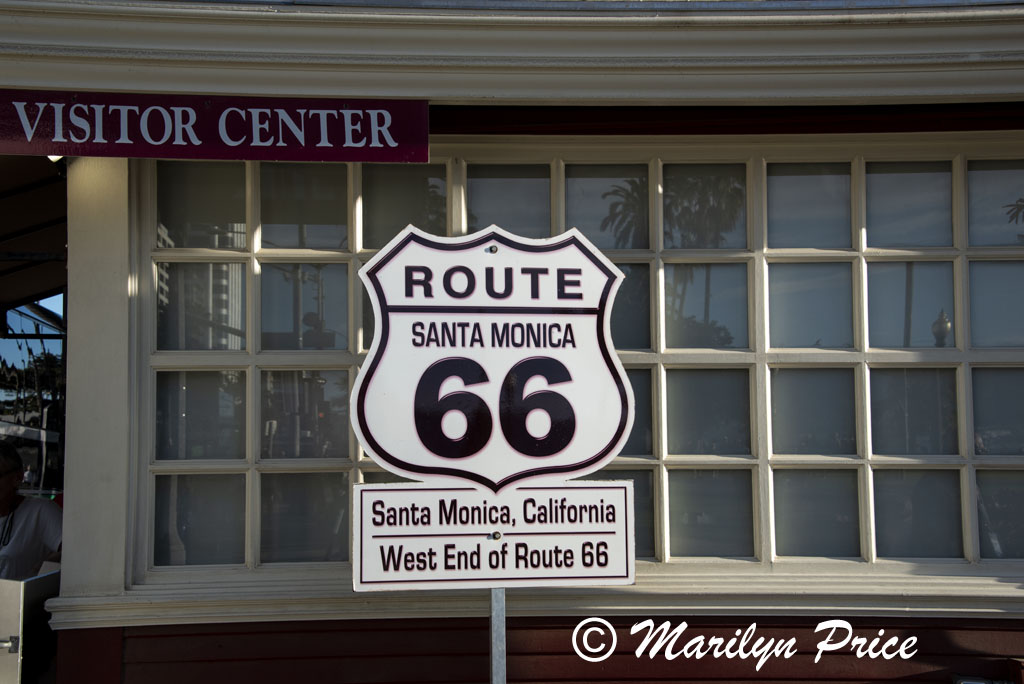 VISITOR CENTER
ROUTE
SANTA MONICA
66
Santa Monica, California
West End of Route 66
© Marilyn Price